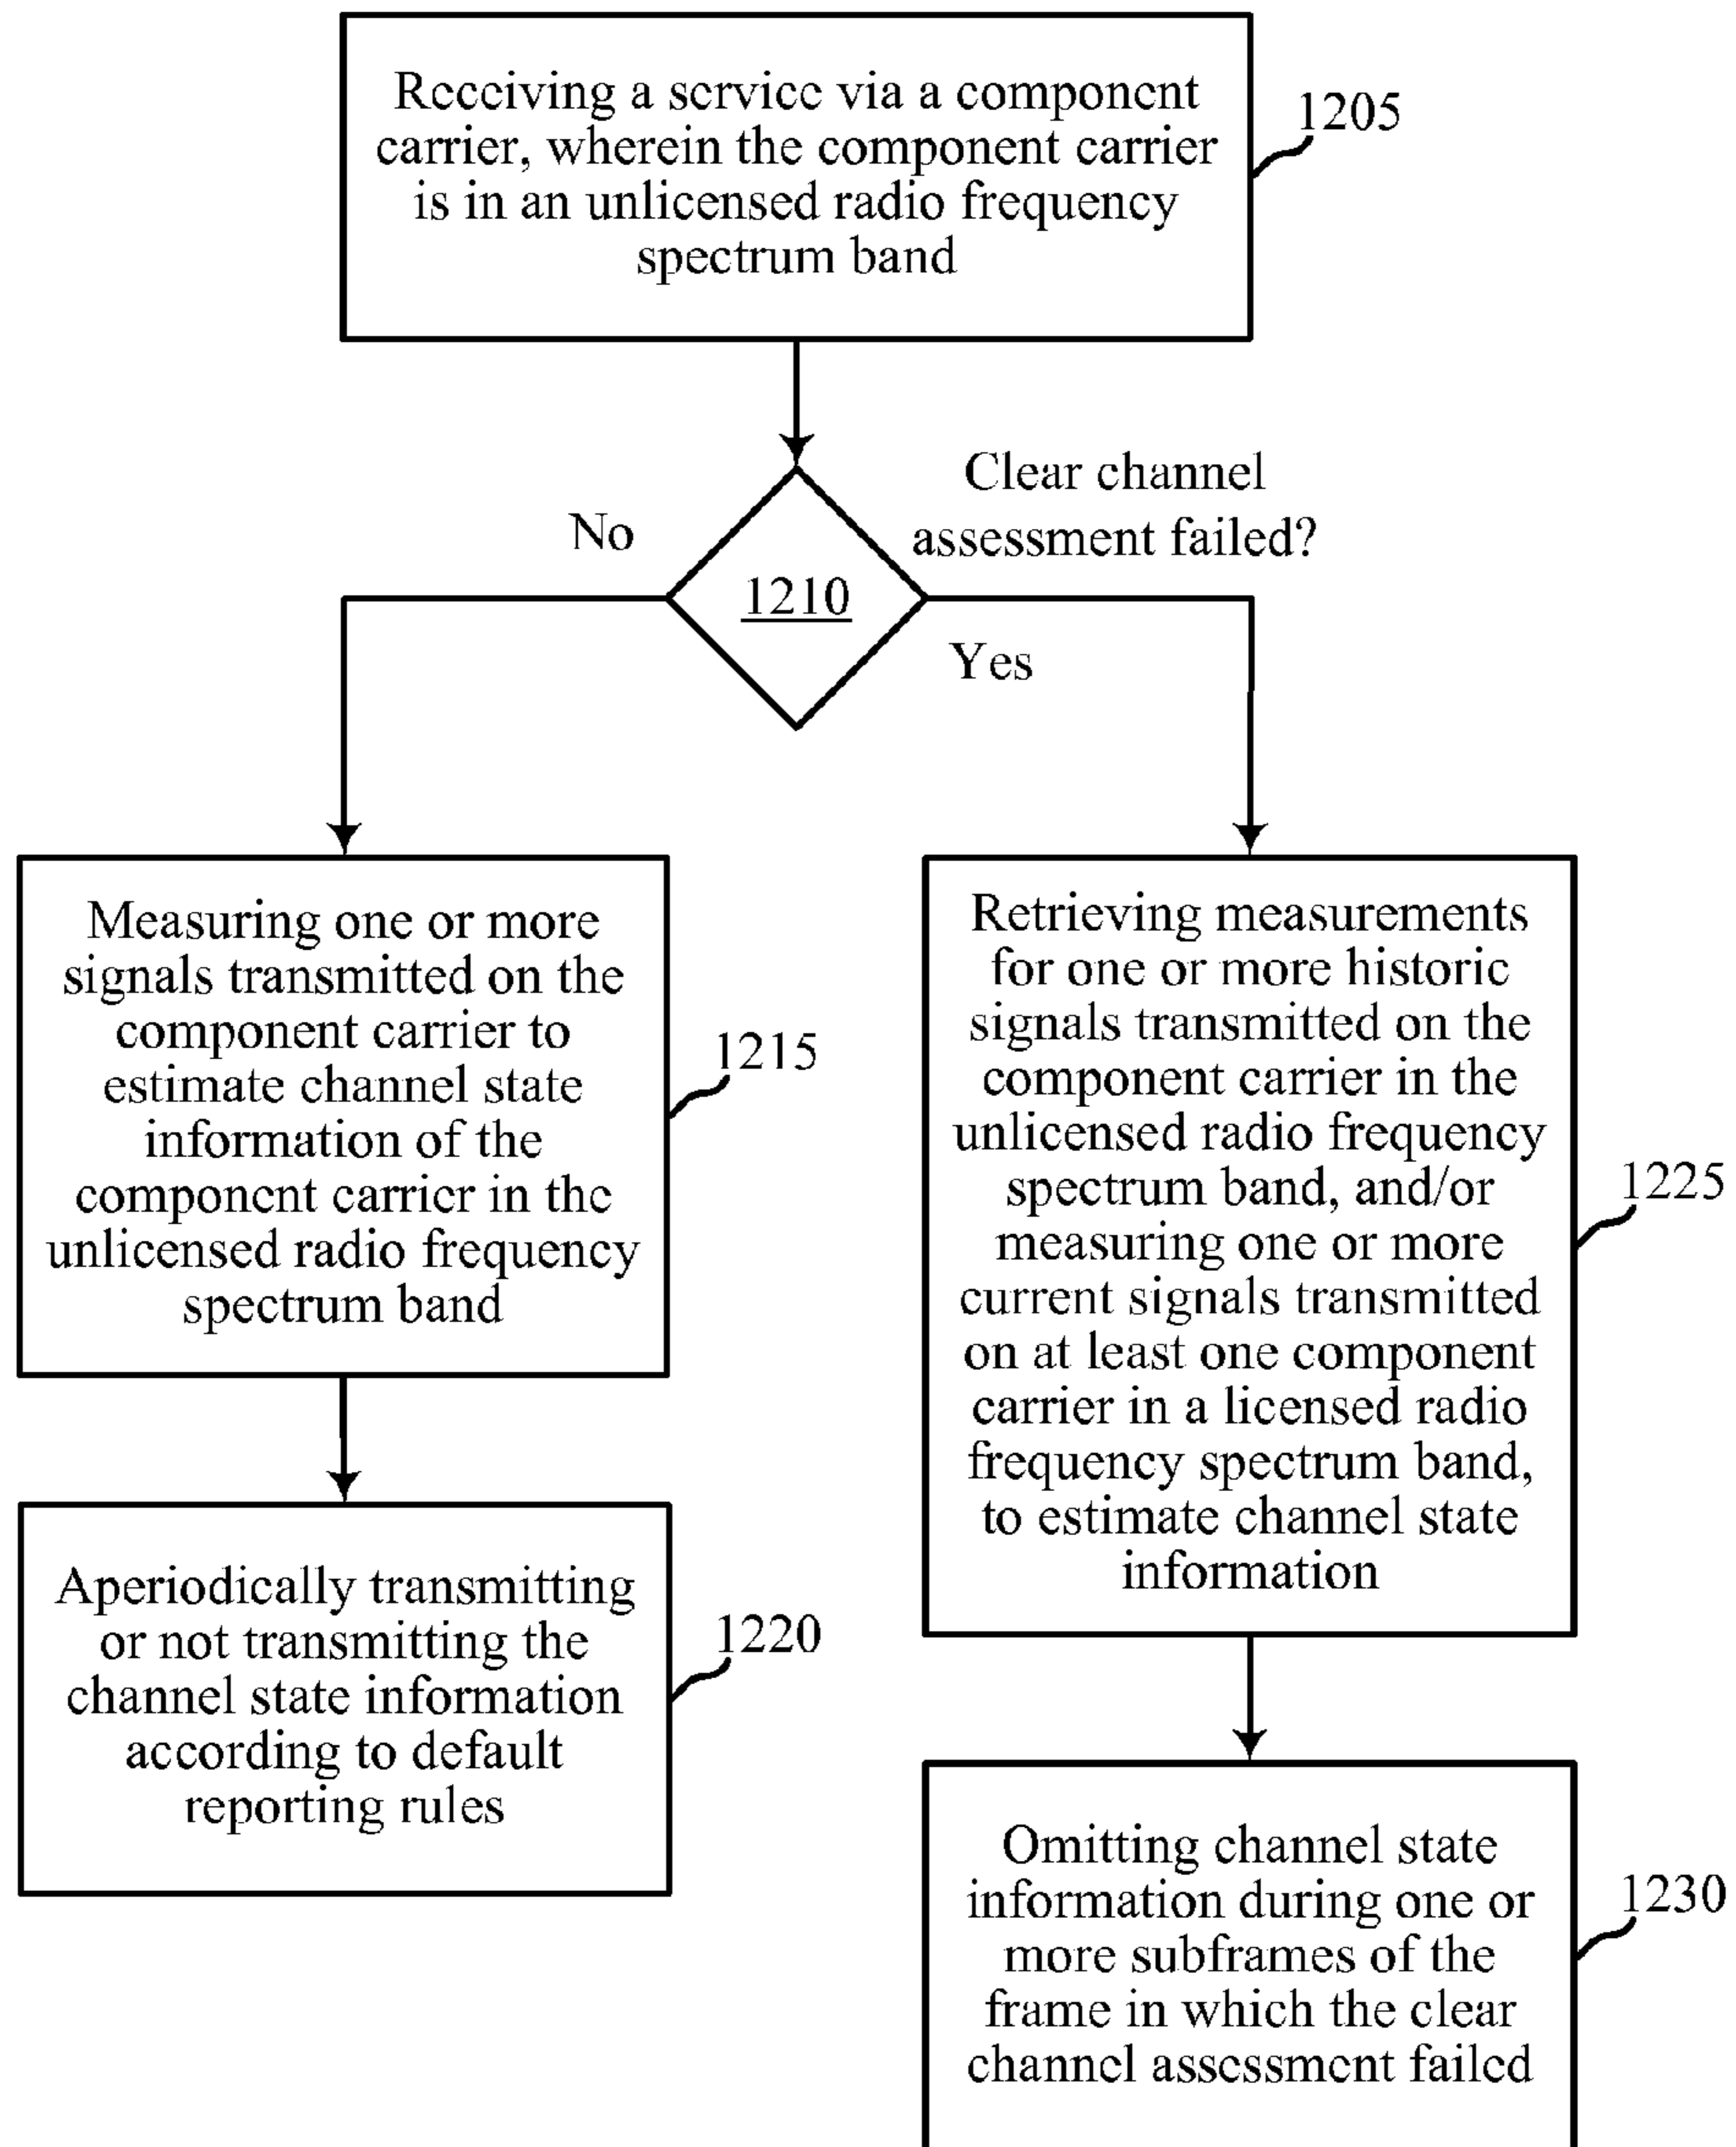 Receiving a service via a component
carrier, wherein the component carrier
is in an unlicensed radio frequency
spectrum band
1205
Clear channel
assessment failed?
No
1210
Yes
Measuring one or more
signals transmitted on the
component carrier to
estimate channel state
information of the
component carrier in the
unlicensed radio frequency
spectrum band
1215
Aperiodically transmitting
or not transmitting the
channel state information
according to default
reporting rules
1220
Retrieving measurements
for one or more historic
signals transmitted on the
component carrier in the
unlicensed radio frequency
spectrum band, and/or
measuring one or more
current signals transmitted
on at least one component
carrier in a licensed radio
frequency spectrum band,
to estimate channel state
information
1225
Omitting channel state
information during one or
more subframes of the
frame in which the clear
channel assessment failed
1230